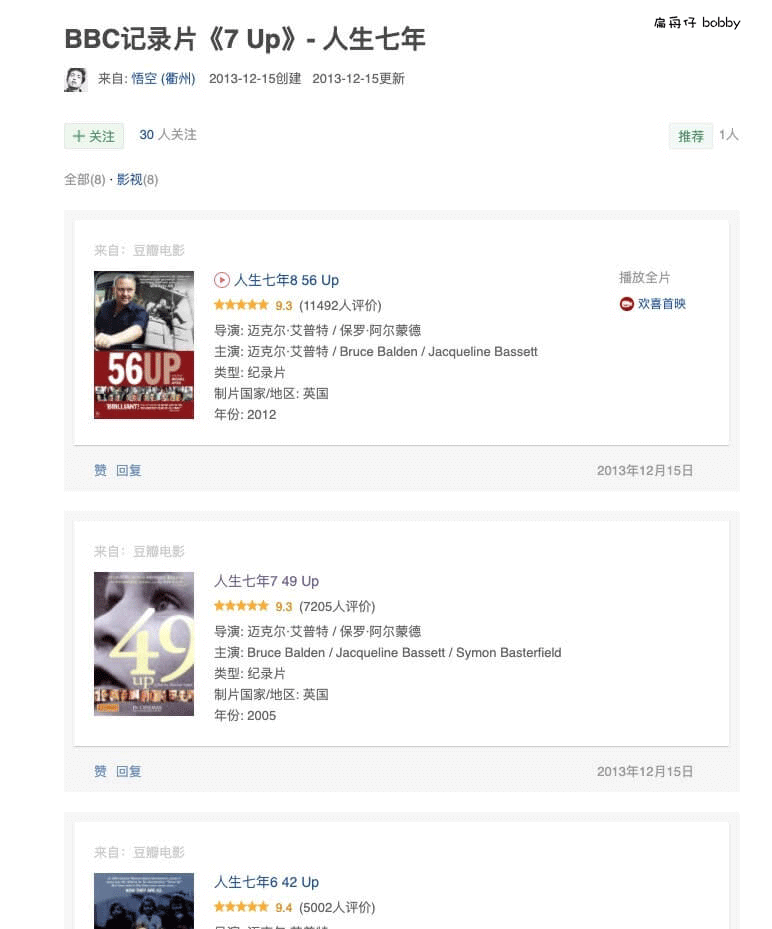 痞蒋仔 bobby
BBC记录片《7 Up》- 人生七年
来自: 悟空 (衢州) 2013-12-15创建 2013-12-15更新
＋关注 30 人关注 推荐 1人
全部(8) · 影视(8)
来自：豆瓣电影
人生七年8 56 Up 播放全片
9.3 (11492人评价) 欢喜首映
导演: 迈克尔·艾普特 / 保罗·阿尔蒙德
主演: 迈克尔·艾普特 / Bruce Balden / Jacqueline Bassett
类型: 纪录片
制片国家/地区: 英国
年份: 2012
56UP
BRILLIANT!
赞 回复 2013年12月15日
来自：豆瓣电影
人生七年7 49 Up
9.3 (7205人评价)
导演: 迈克尔·艾普特 / 保罗·阿尔蒙德
主演: Bruce Balden / Jacqueline Bassett / Symon Basterfield
类型: 纪录片
制片国家/地区: 英国
年份: 2005
49
up
IN CINEMAS
赞 回复 2013年12月15日
来自：豆瓣电影
人生七年6 42 Up
9.4 (5002人评价)